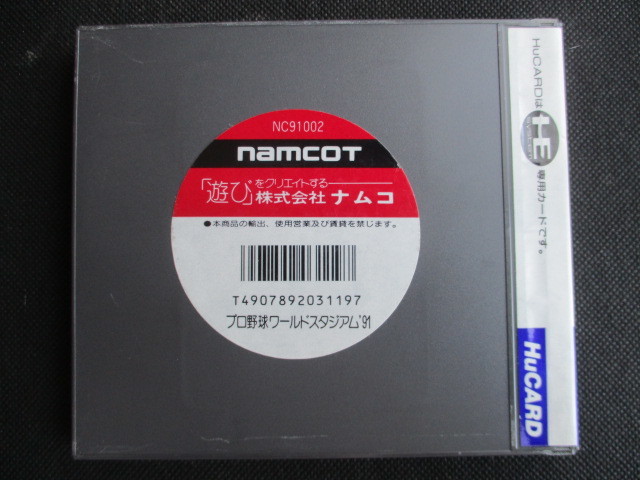 NC91002
namcot
「遊び」をクリエイトする
株式会社 ナムコ
●本商品の輸出、使用営業及び賃貸を禁じます。
T4907892031197
プロ野球ワールドスタジアム'91
HuCARDは
HE
専用カードです。
HuCARD